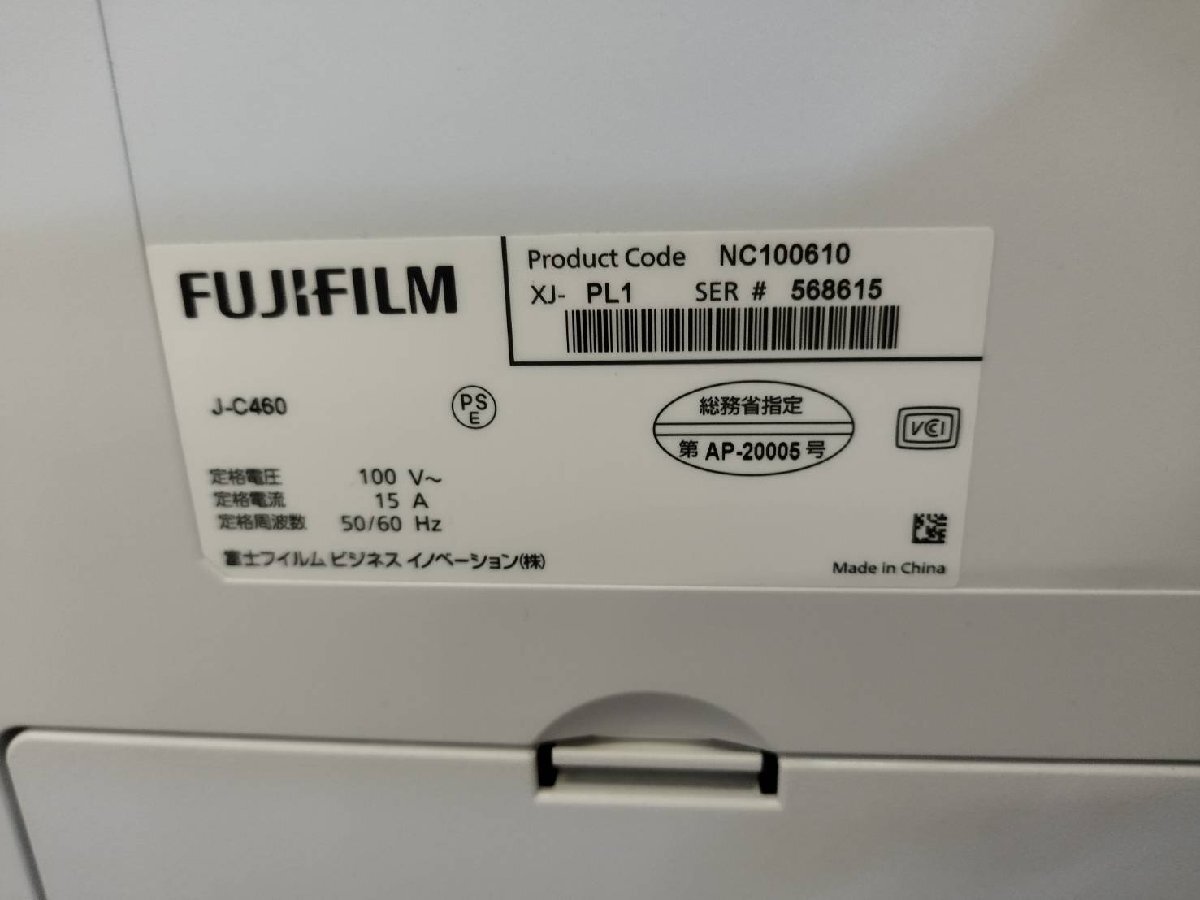 FUJIFILM
Product Code NC100610
XJ- PL1 SER # 568615
J-C460
PS
E
総務省指定
第 AP-20005 号
VCI
定格電圧 100 V~
定格電流 15 A
定格周波数 50/60 Hz
富士フイルム ビジネス イノベーション(株)
Made in China